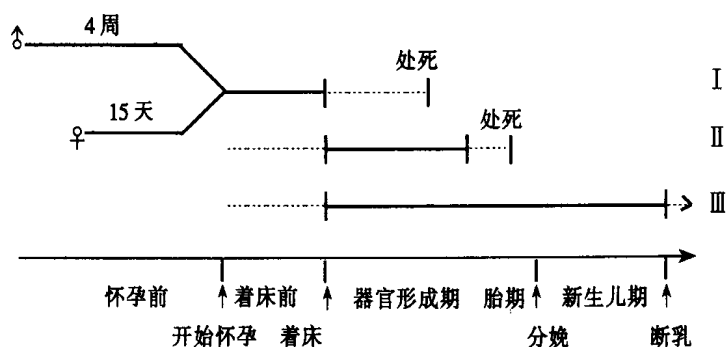 ♂ 4周
处死 Ⅰ
♀ 15天
处死 Ⅱ
Ⅲ
怀孕前 着床前 器官形成期 胎期 新生儿期
开始怀孕 着床 分娩 断乳